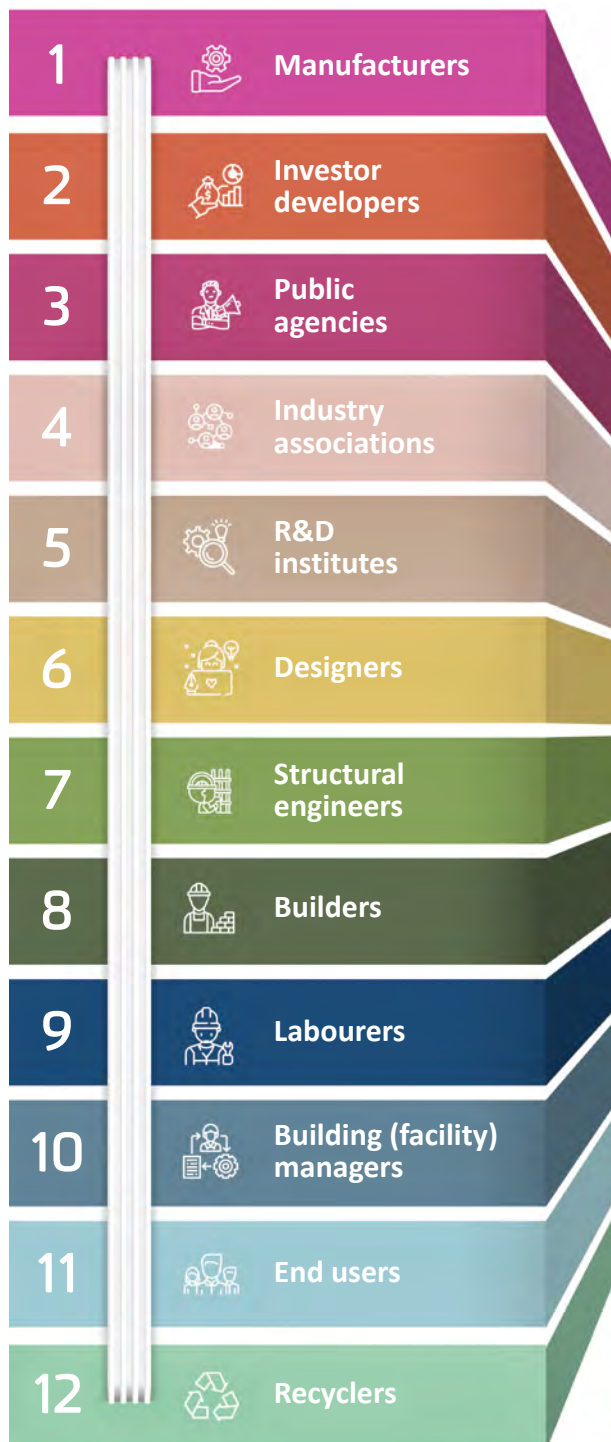 1
Manufacturers
2
Investor
developers
3
Public
agencies
4
Industry
associations
5
R&D
institutes
6
Designers
7
Structural
engineers
8
Builders
9
Labourers
10
Building (facility)
managers
11
End users
12
Recyclers